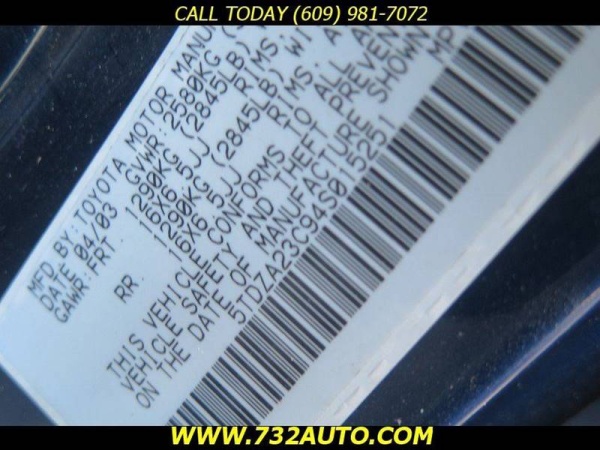 CALL TODAY (609) 981-7072
MFD BY: TOYOTA MOTOR MANU
DATE 04/03 GVWR: 2580KG
GAWR: FRT 1290KG (2845LB) WIT
16X6.5JJ RIMS,
RR 1290KG (2845LB)
16X6.5JJ RIMS,
THIS VEHICLE CONFORMS TO ALL
VEHICLE SAFETY AND THEFT PREVEN
ON THE DATE OF MANUFACTURE SHOWN
5TDZA23C94S015251 MP
WWW.732AUTO.COM